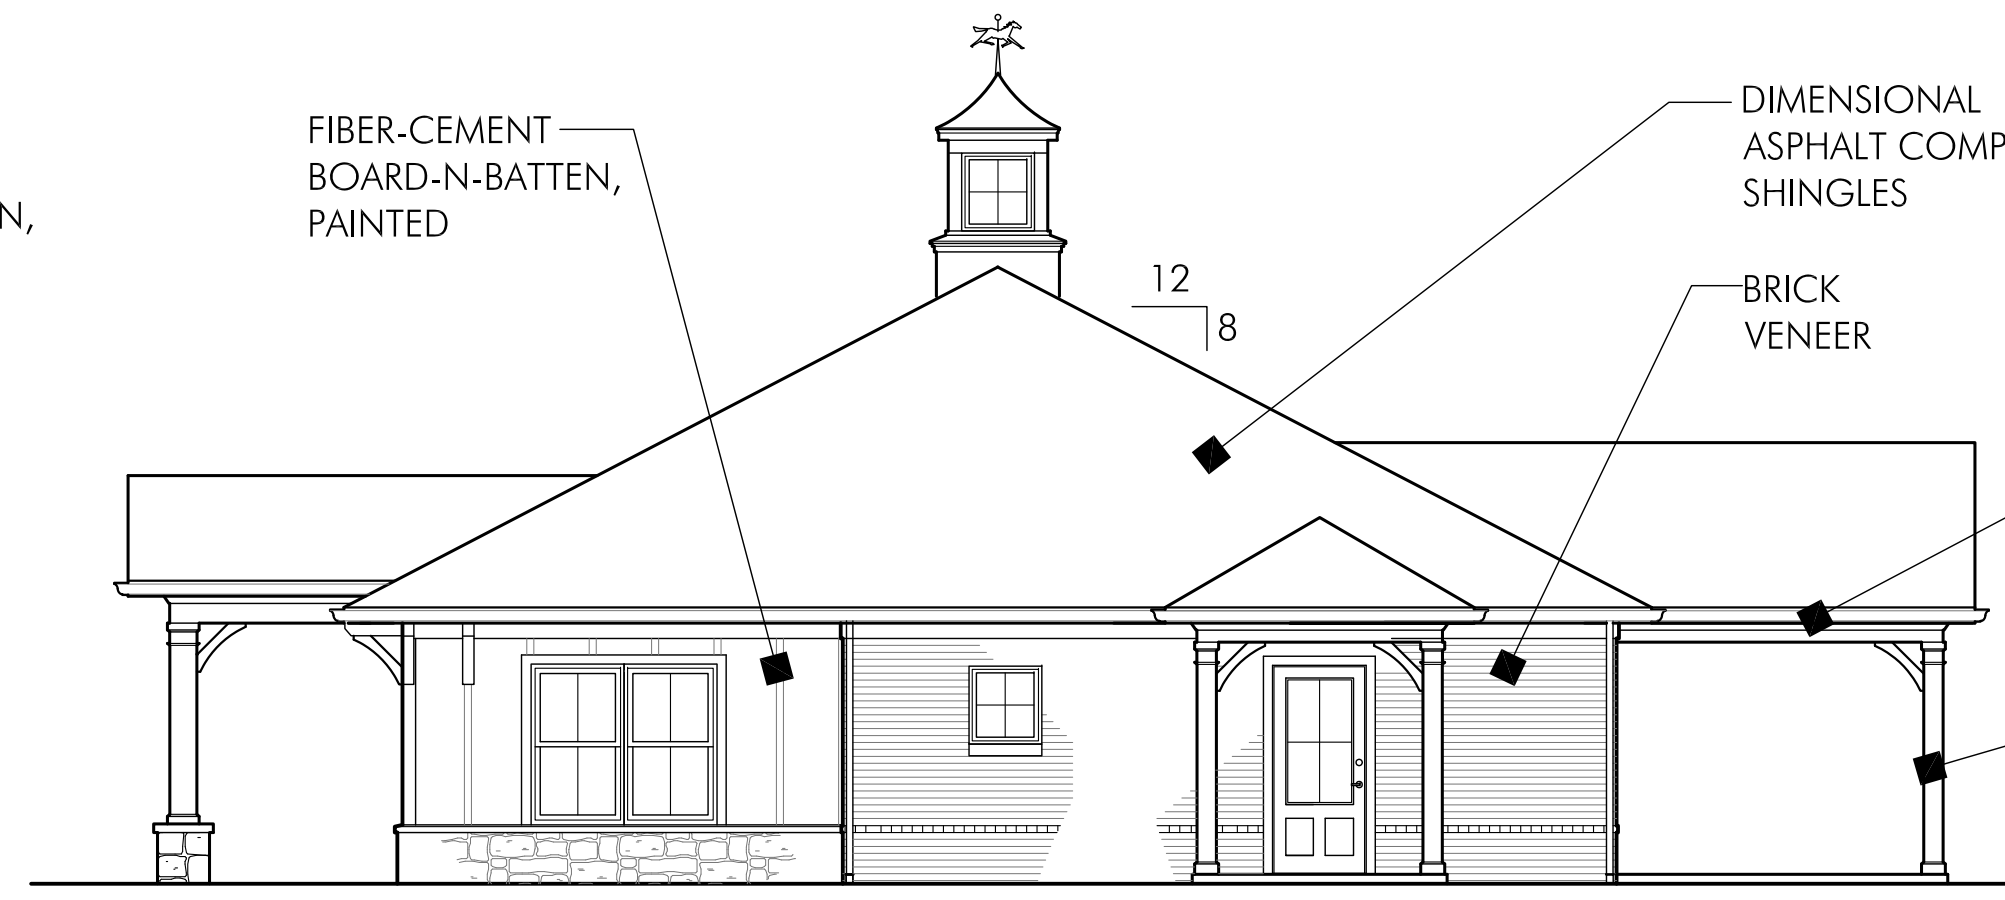 N,
FIBER-CEMENT
BOARD-N-BATTEN,
PAINTED
DIMENSIONAL
ASPHALT COMP
SHINGLES
12
8
BRICK
VENEER